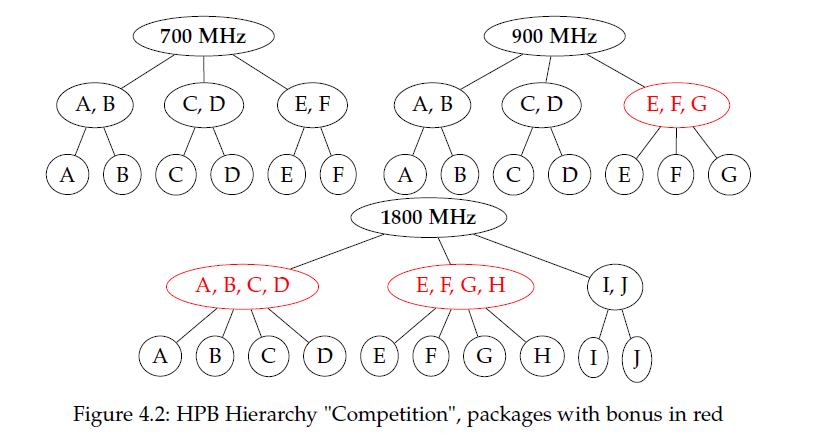 700 MHz 900 MHz
A, B C, D E, F A, B C, D E, F, G
A B C D E F A B C D E F G
1800 MHz
A, B, C, D E, F, G, H I, J
A B C D E F G H I J
Figure 4.2: HPB Hierarchy "Competition", packages with bonus in red